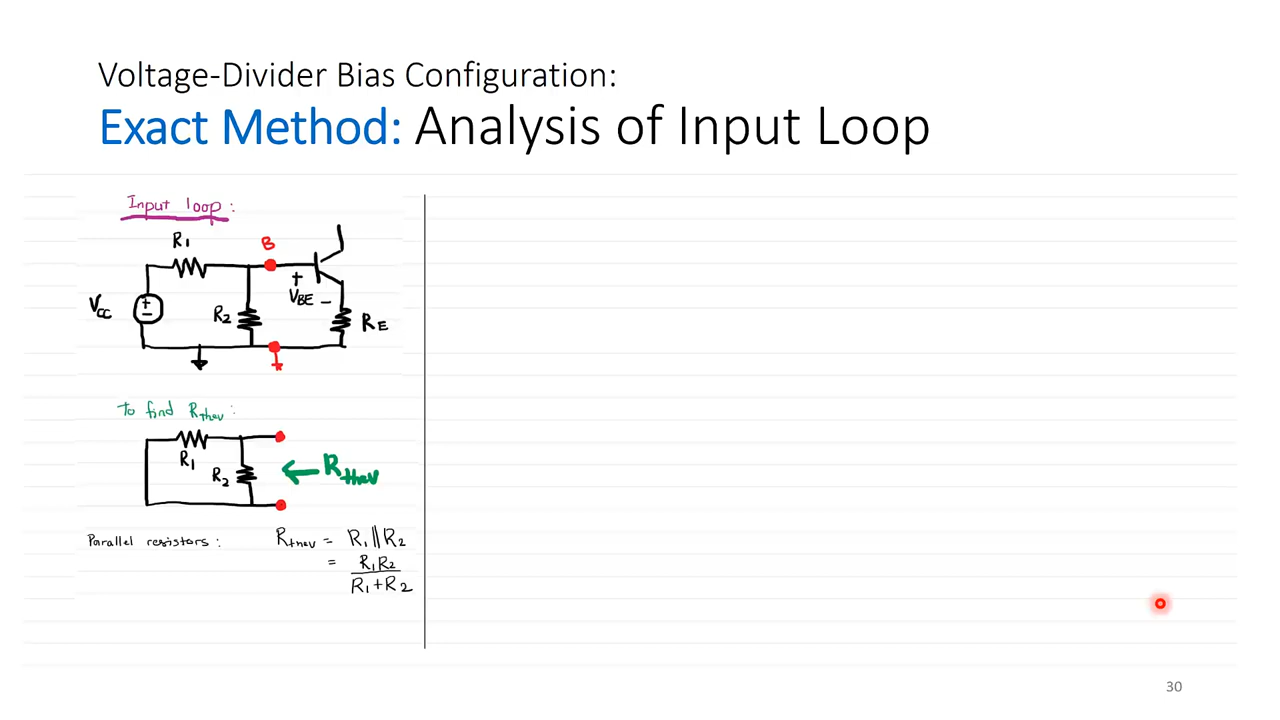 Voltage-Divider Bias Configuration:
Exact Method: Analysis of Input Loop
Input loop:
R1
B
+
VBE -
VCC
+
-
R2
RE
To find Rthev:
R1
R2
Rthev
Parallel resistors: Rthev = R1 || R2
= R1R2
R1+R2
30